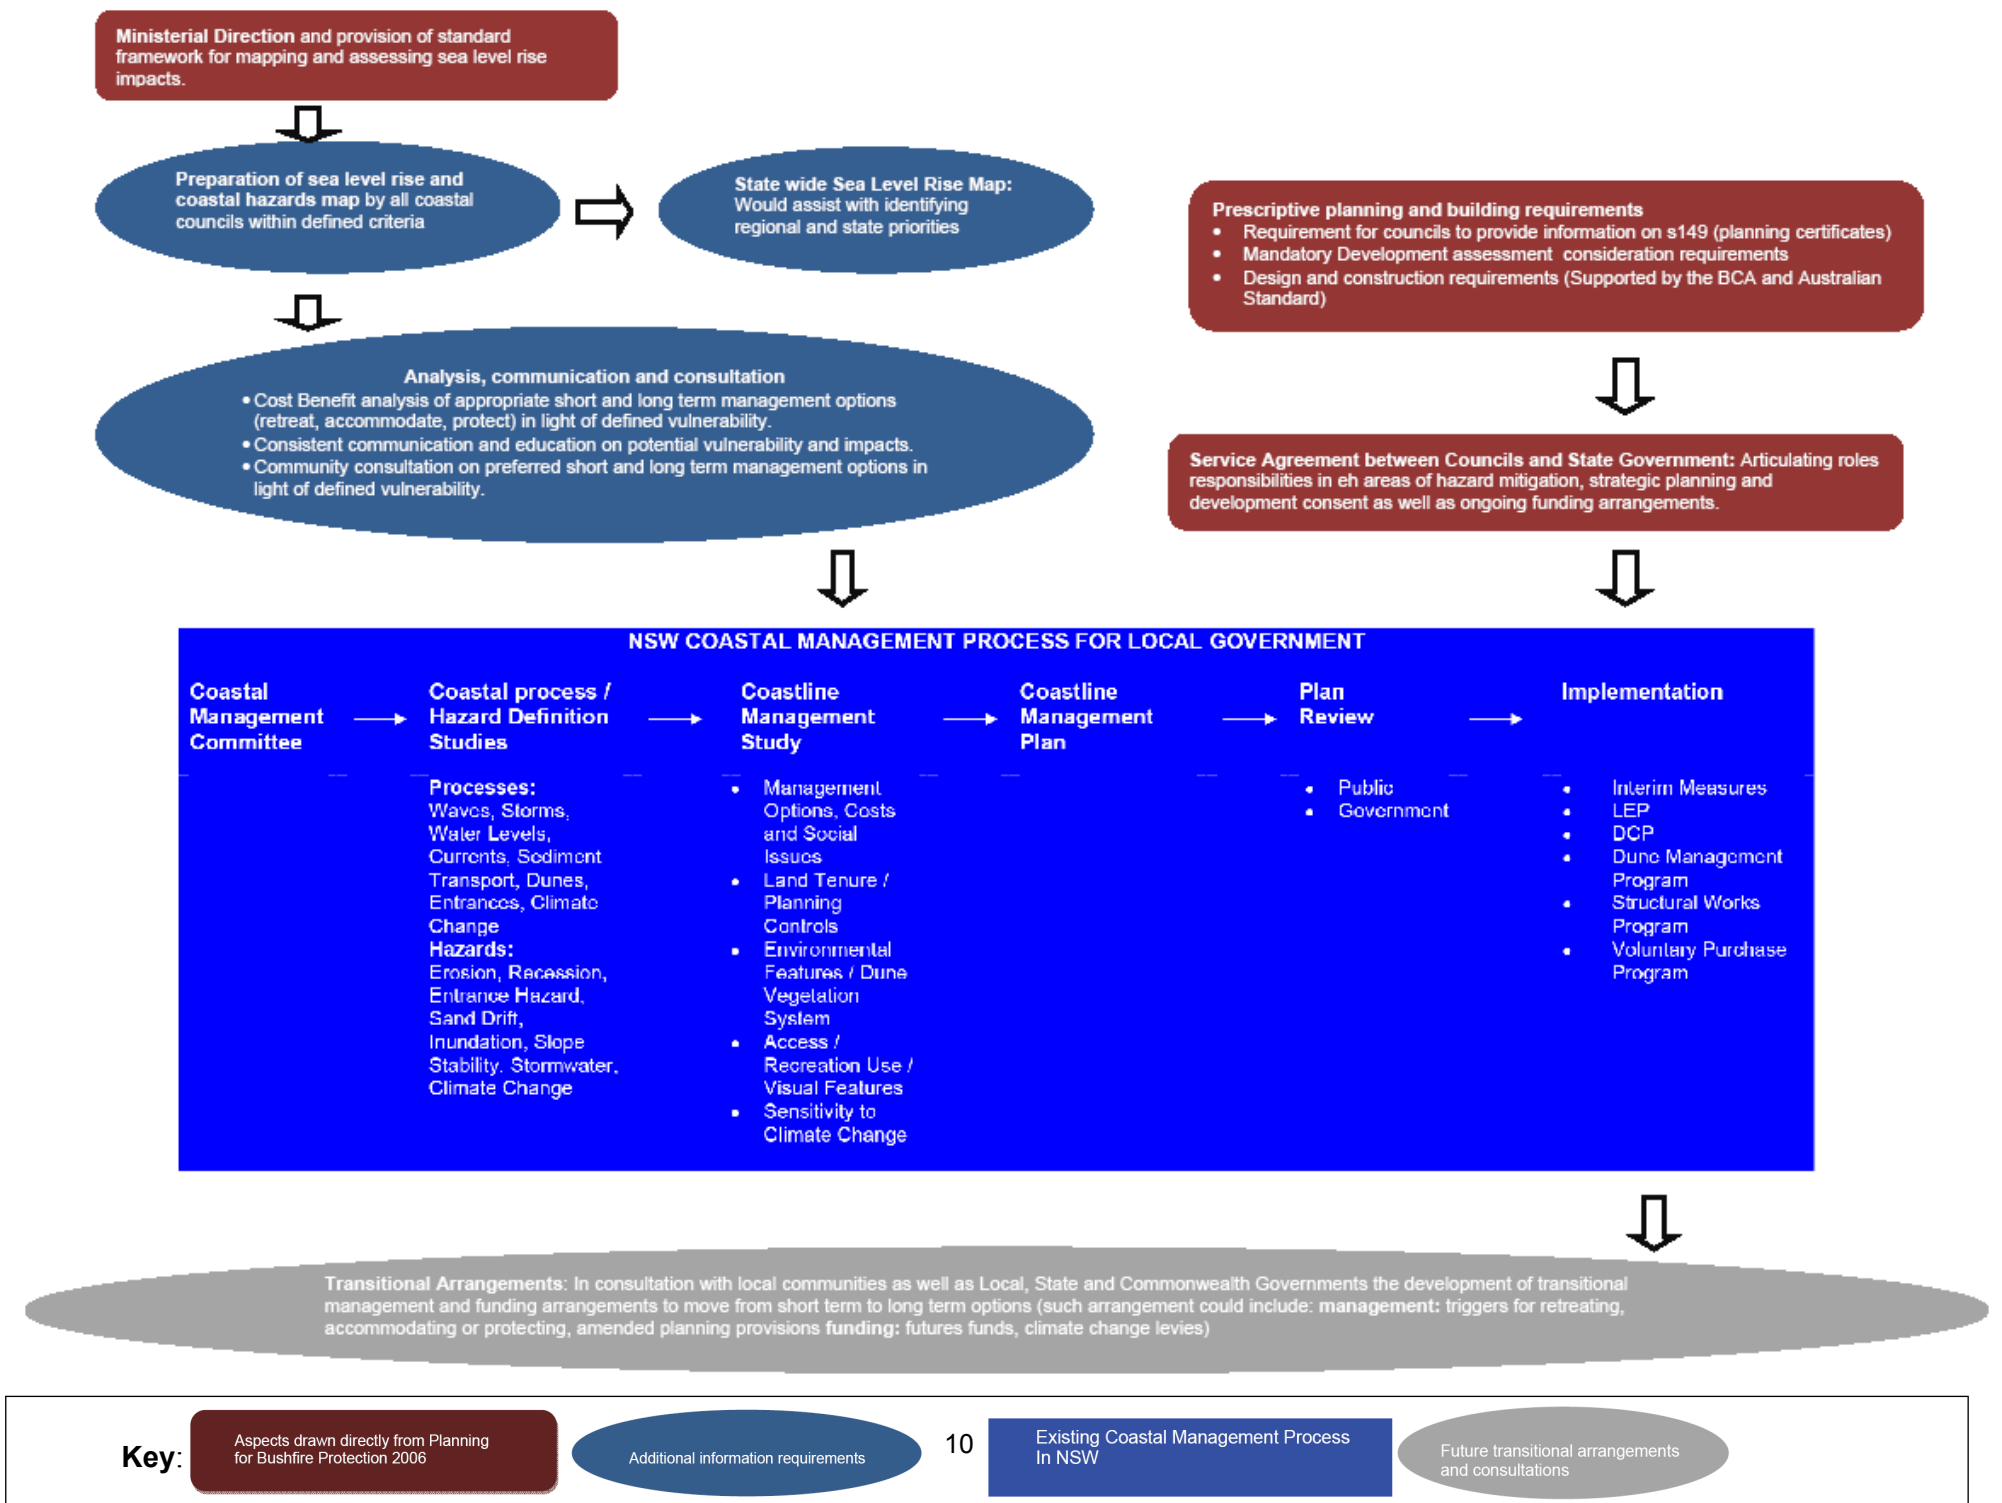 Ministerial Direction and provision of standard
framework for mapping and assessing sea level rise
impacts.
Preparation of sea level rise and
coastal hazards map by all coastal
councils within defined criteria
State wide Sea Level Rise Map:
Would assist with identifying
regional and state priorities
Prescriptive planning and building requirements
• Requirement for councils to provide information on s149 (planning certificates)
• Mandatory Development assessment consideration requirements
• Design and construction requirements (Supported by the BCA and Australian
Standard)
Analysis, communication and consultation
• Cost Benefit analysis of appropriate short and long term management options
(retreat, accommodate, protect) in light of defined vulnerability.
• Consistent communication and education on potential vulnerability and impacts.
• Community consultation on preferred short and long term management options in
light of defined vulnerability.
Service Agreement between Councils and State Government: Articulating roles
responsibilities in eh areas of hazard mitigation, strategic planning and
development consent as well as ongoing funding arrangements.
NSW COASTAL MANAGEMENT PROCESS FOR LOCAL GOVERNMENT
Coastal
Management
Committee
Coastal process /
Hazard Definition
Studies
Processes:
Waves, Storms,
Water Levels,
Currents, Sediment
Transport, Dunes,
Entrances, Climate
Change
Hazards:
Erosion, Recession,
Entrance Hazard,
Sand Drift,
Inundation, Slope
Stability. Stormwater,
Climate Change
Coastline
Management
Study
• Management
Options, Costs
and Social
Issues
• Land Tenure /
Planning
Controls
• Environmental
Features / Dune
Vegetation
System
• Access /
Recreation Use /
Visual Features
• Sensitivity to
Climate Change
Coastline
Management
Plan
Plan
Review
• Public
• Government
Implementation
• Interim Measures
• LEP
• DCP
• Dune Management
Program
• Structural Works
Program
• Voluntary Purchase
Program
Transitional Arrangements: In consultation with local communities as well as Local, State and Commonwealth Governments the development of transitional
management and funding arrangements to move from short term to long term options (such arrangement could include: management: triggers for retreating,
accommodating or protecting, amended planning provisions funding: futures funds, climate change levies)
Key:
Aspects drawn directly from Planning
for Bushfire Protection 2006
Additional information requirements
10
Existing Coastal Management Process
In NSW
Future transitional arrangements
and consultations